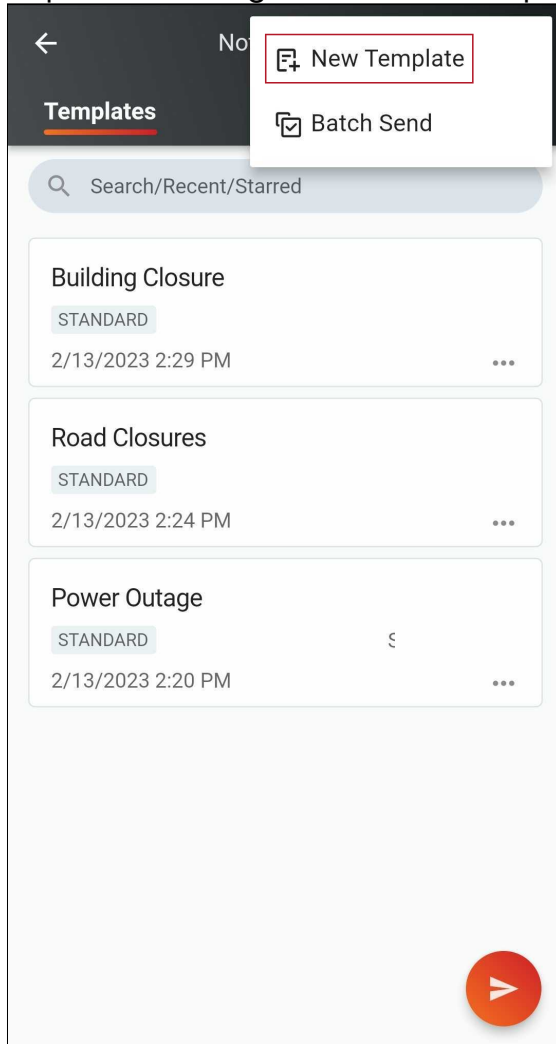 No
New Template
Templates
Batch Send
Search/Recent/Starred
Building Closure
STANDARD
2/13/2023 2:29 PM
Road Closures
STANDARD
2/13/2023 2:24 PM
Power Outage
STANDARD
2/13/2023 2:20 PM